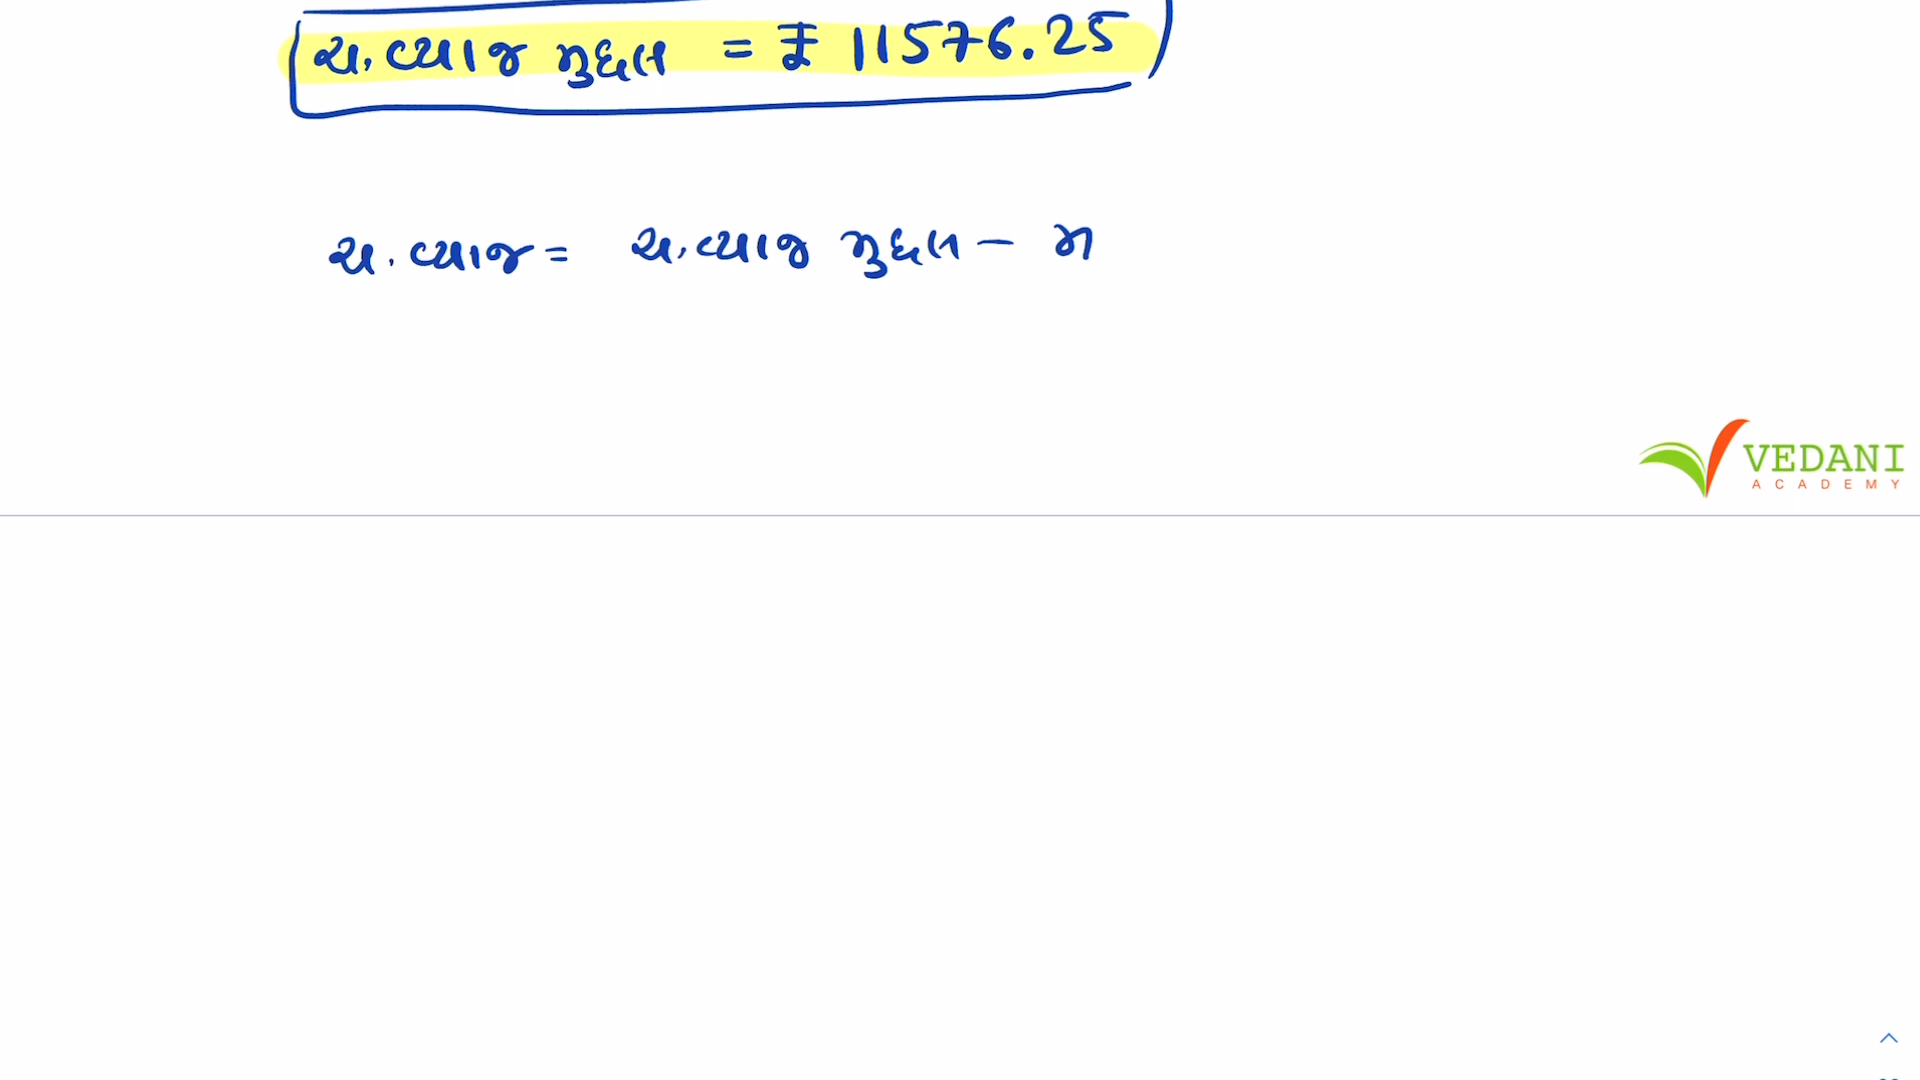 ચ. વ્યાજ મુદ્દલ = ₹ 11576.25
ચ. વ્યાજ = ચ. વ્યાજ મુદ્દલ - મ
VEDANI
ACADEMY